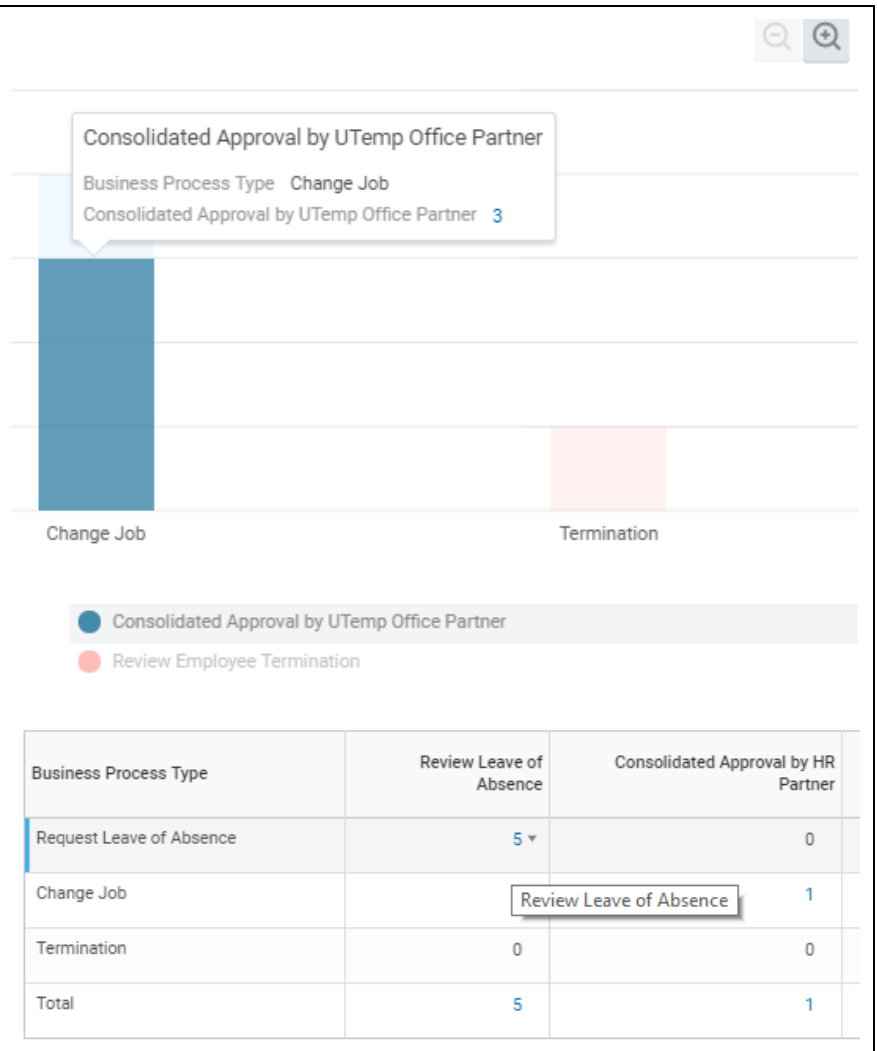 Consolidated Approval by UTemp Office Partner
Business Process Type Change Job
Consolidated Approval by UTemp Office Partner 3
Change Job Termination
Consolidated Approval by UTemp Office Partner
Review Employee Termination
Business Process Type Review Leave of Absence Consolidated Approval by HR Partner
Request Leave of Absence 5 0
Change Job Review Leave of Absence 1
Termination 0 0
Total 5 1